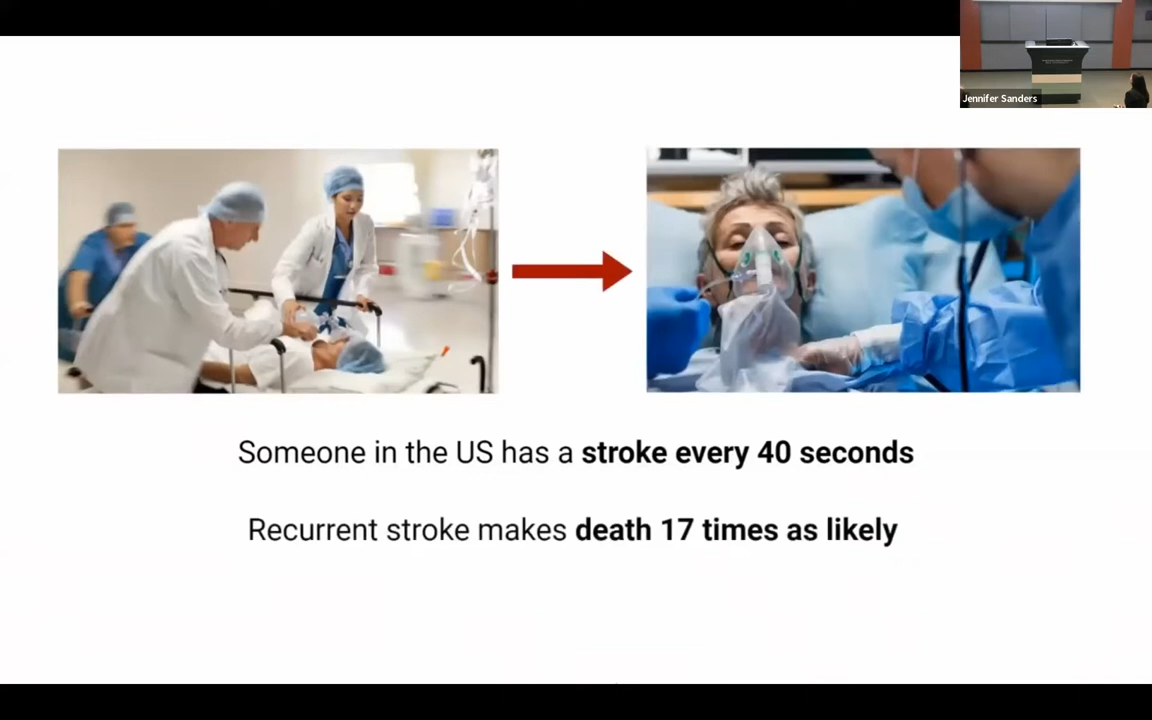 Jennifer Sanders
Someone in the US has a stroke every 40 seconds
Recurrent stroke makes death 17 times as likely